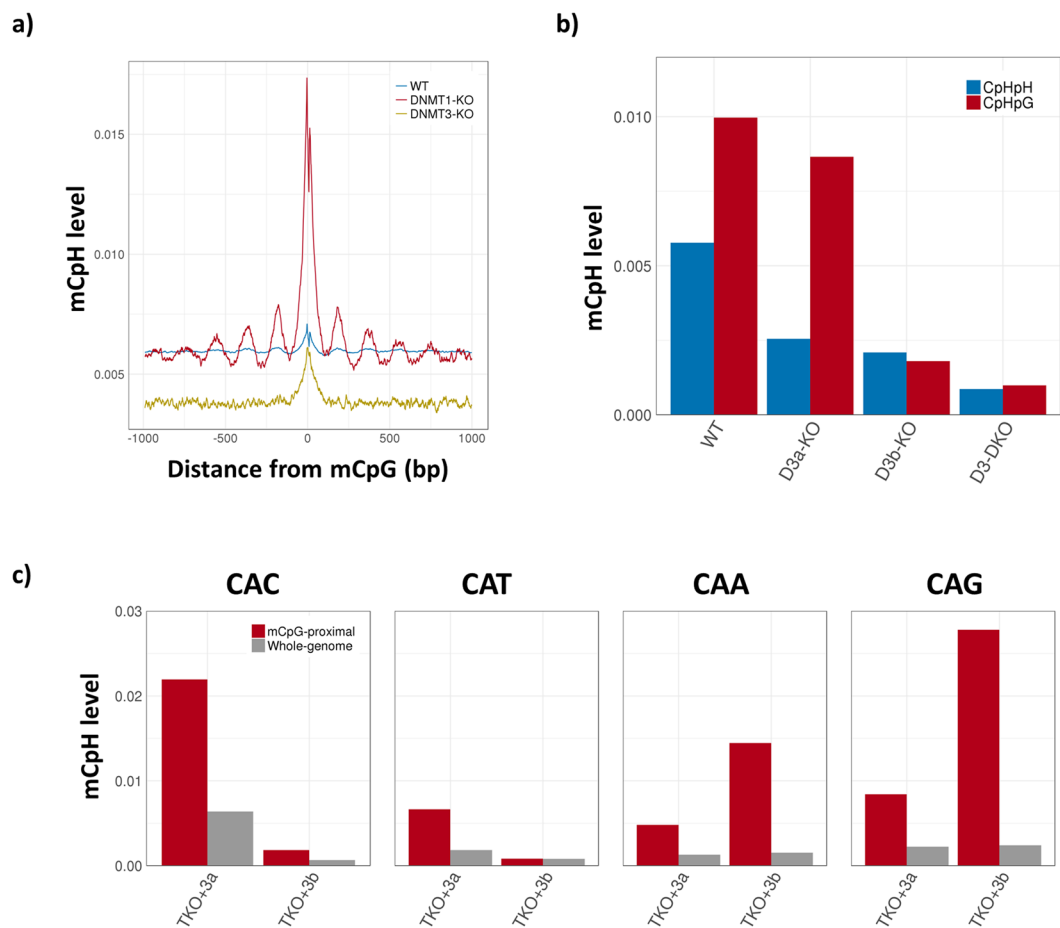 a)
mCpH level
0.015
0.010
0.005
WT
DNMT1-KO
DNMT3-KO
-1000
-500
0
500
1000
Distance from mCpG (bp)
b)
mCpH level
0.010
0.005
0.000
CpHpH
CpHpG
WT
D3a-KO
D3b-KO
D3-DKO
c)
CAC
CAT
CAA
CAG
mCpH level
0.03
0.02
0.01
0.00
mCpG-proximal
Whole-genome
TKO+3a
TKO+3b
TKO+3a
TKO+3b
TKO+3a
TKO+3b
TKO+3a
TKO+3b